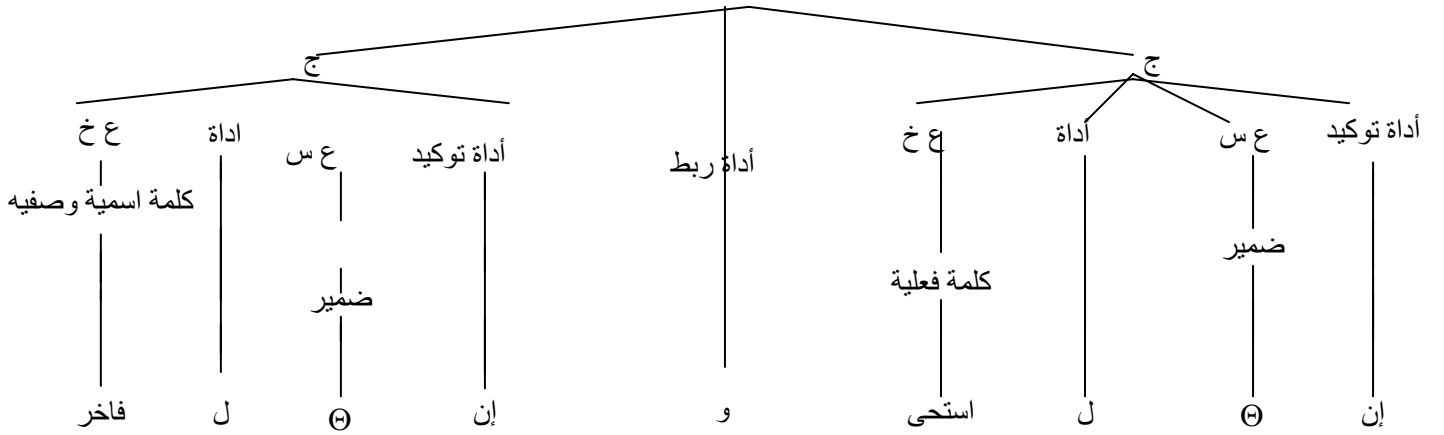 ج ج
أداة توكيد ع س أداة ع خ أداة ربط أداة توكيد ع س اداة ع خ
ضمير كلمة فعلية ضمير كلمة اسمية وصفيه
إن Θ ل استحى و إن Θ ل فاخر